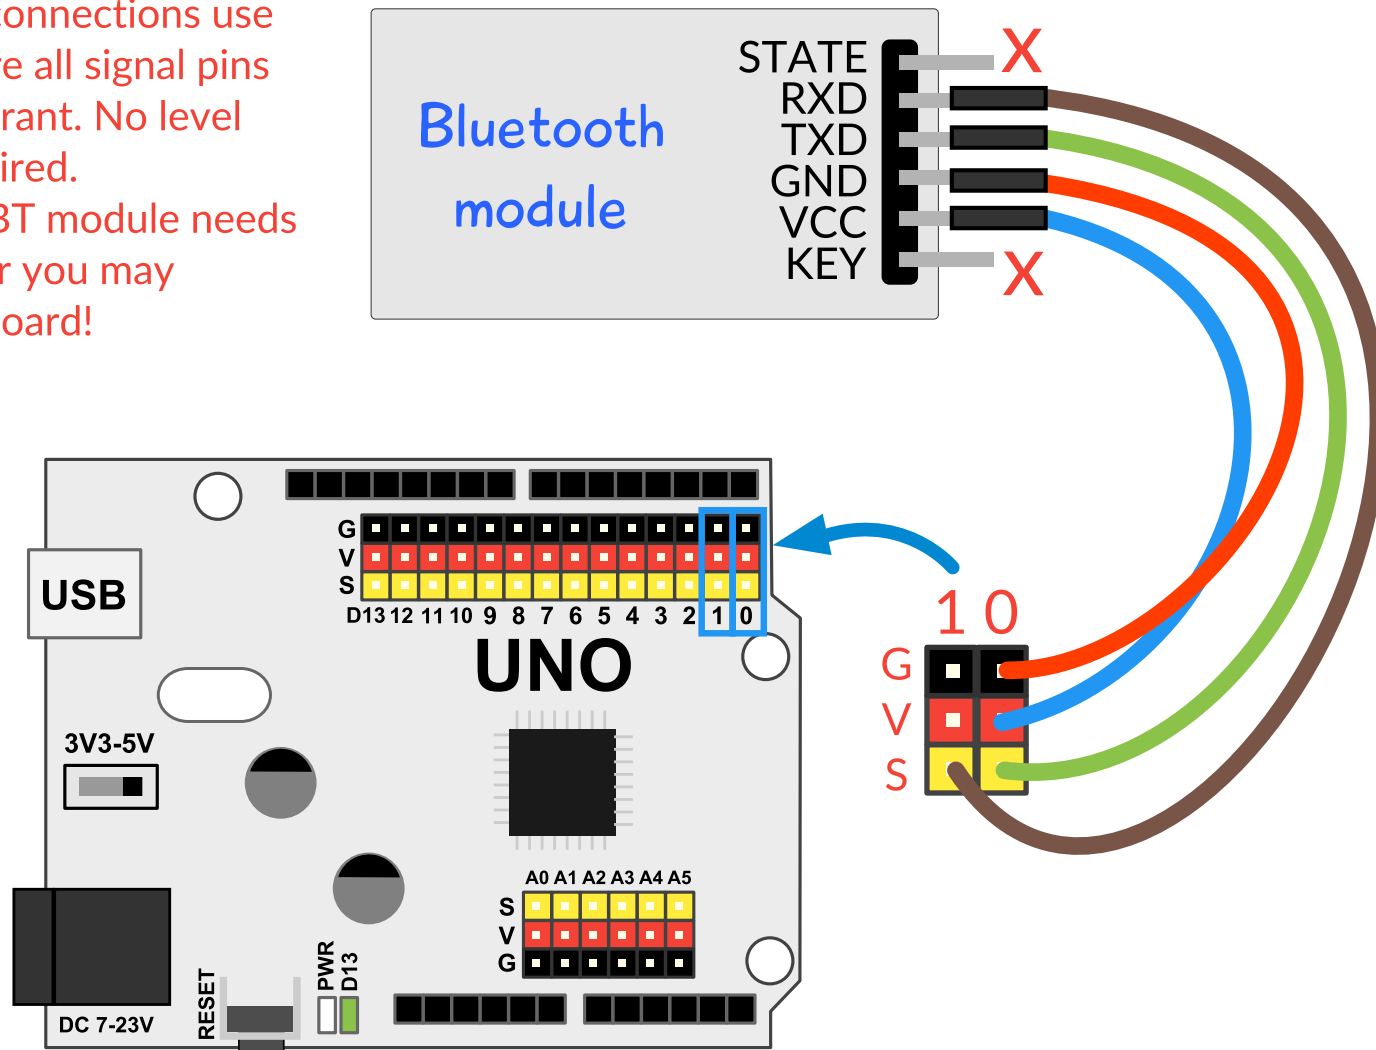 connections use
e all signal pins
rant. No level
ired.
BT module needs
r you may
oard!
Bluetooth
module
STATE
RXD
TXD
GND
VCC
KEY
X
X
G
V
S
D13 12 11 10 9 8 7 6 5 4 3 2 1 0
USB
UNO
1 0
G
V
S
3V3-5V
A0 A1 A2 A3 A4 A5
S
V
G
PWR
D13
RESET
DC 7-23V